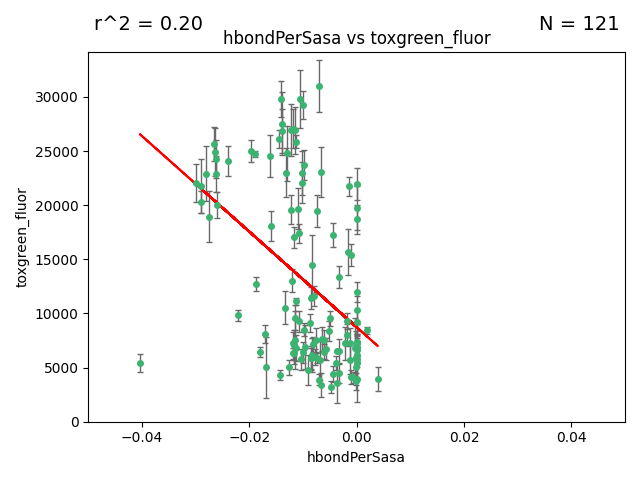 r^2 = 0.20
N = 121
hbondPerSasa vs toxgreen_fluor
toxgreen_fluor
30000
25000
20000
15000
10000
5000
0
−0.04
−0.02
0.00
0.02
0.04
hbondPerSasa